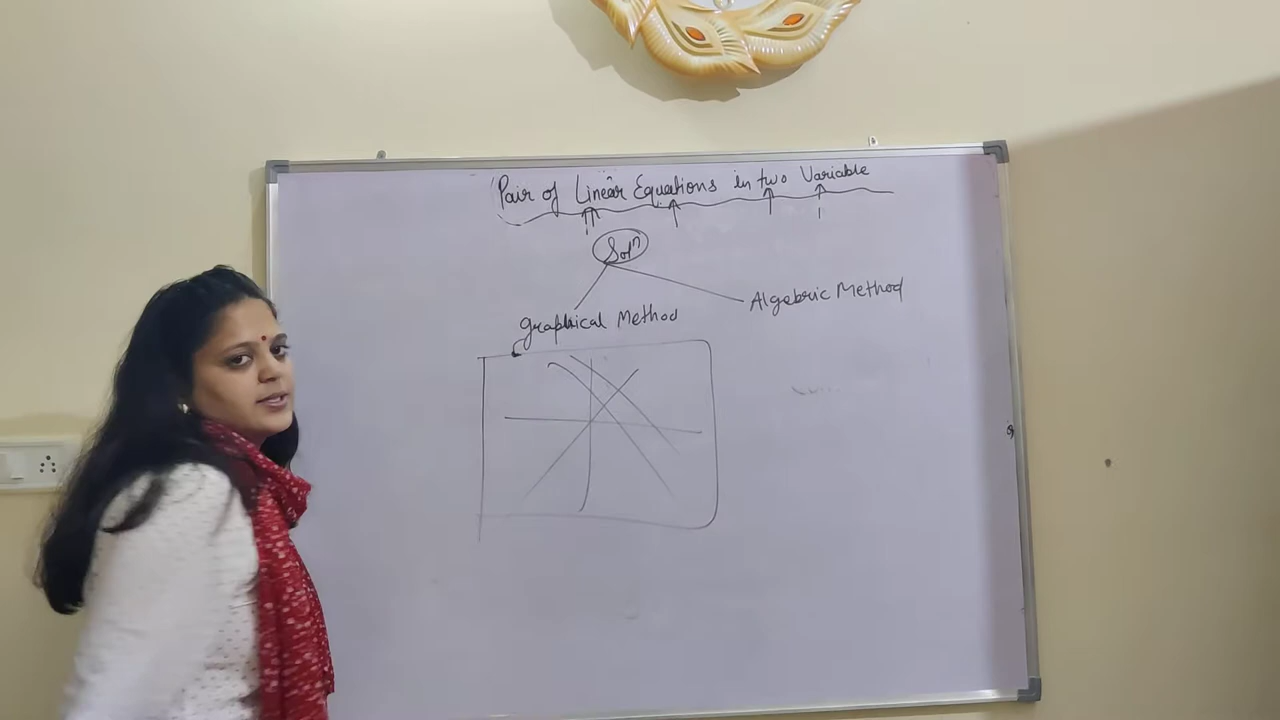 Pair of Linear Equations in two Variable
Solⁿ
graphical Method
Algebric Method